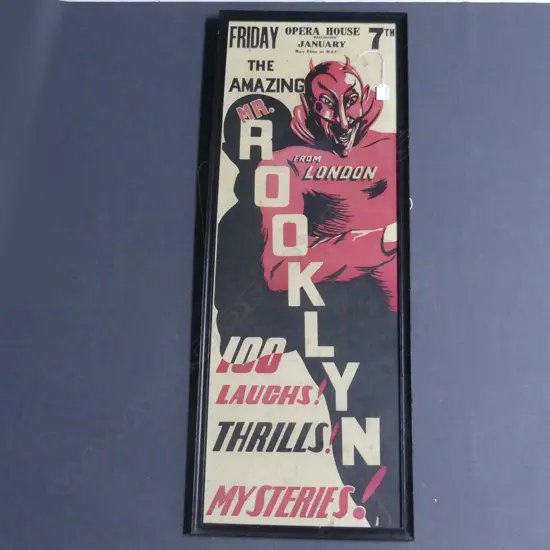 FRIDAY
OPERA HOUSE
JANUARY
7TH
THE
AMAZING
MR.
ROOKLYN
FROM
LONDON
100
LAUGHS!
THRILLS!
MYSTERIES!